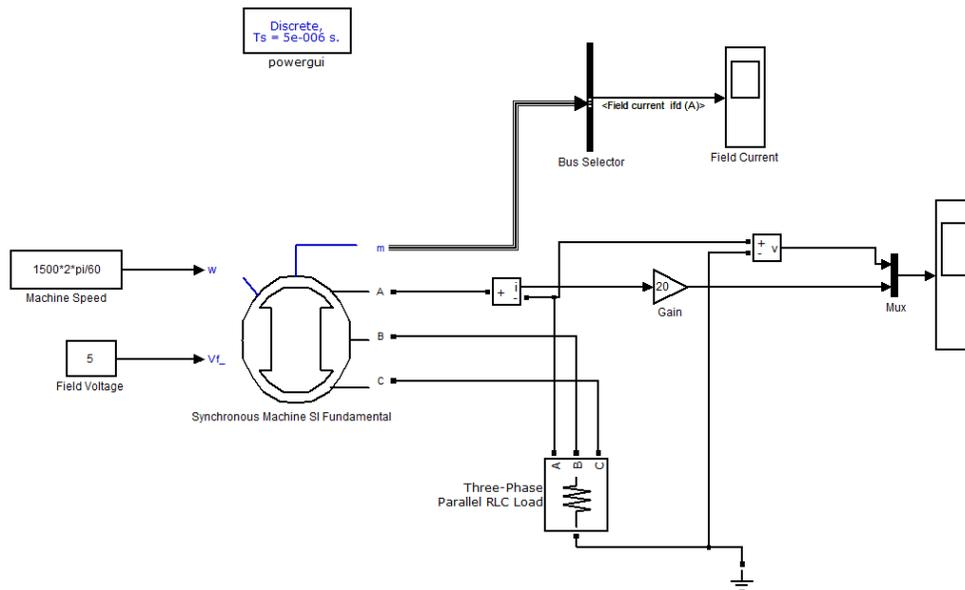 Discrete,
Ts = 5e-006 s.
powergui
<Field current ifd (A)>
Bus Selector
Field Current
m
1500*2*pi/60
w
Machine Speed
A
+
i
-
20
Gain
+
-
v
Mux
B
5
Vf_
Field Voltage
C
Synchronous Machine SI Fundamental
A
B
C
Three-Phase
Parallel RLC Load